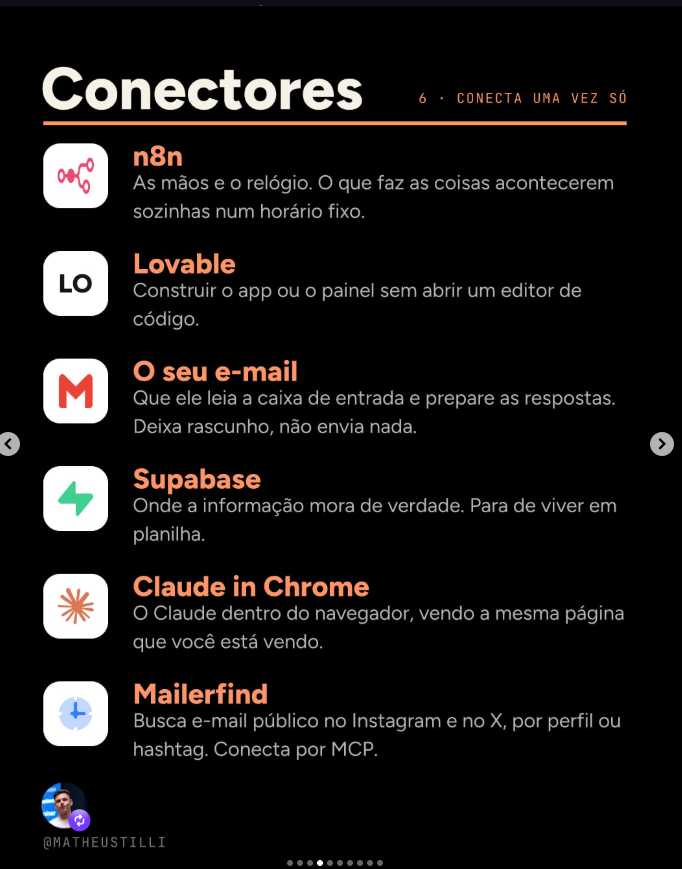 Conectores
6 · CONECTA UMA VEZ SÓ
n8n
As mãos e o relógio. O que faz as coisas acontecerem
sozinhas num horário fixo.
LO
Lovable
Construir o app ou o painel sem abrir um editor de
código.
O seu e-mail
Que ele leia a caixa de entrada e prepare as respostas.
Deixa rascunho, não envia nada.
Supabase
Onde a informação mora de verdade. Para de viver em
planilha.
Claude in Chrome
O Claude dentro do navegador, vendo a mesma página
que você está vendo.
Mailerfind
Busca e-mail público no Instagram e no X, por perfil ou
hashtag. Conecta por MCP.
@MATHEUSTILLI